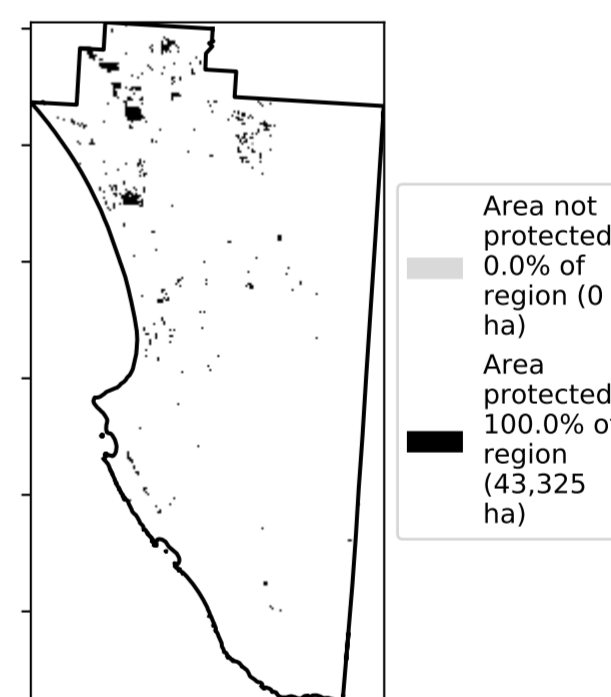 Area not
protected
0.0% of
region (0
ha)
Area
protected
100.0% of
region
(43,325
ha)